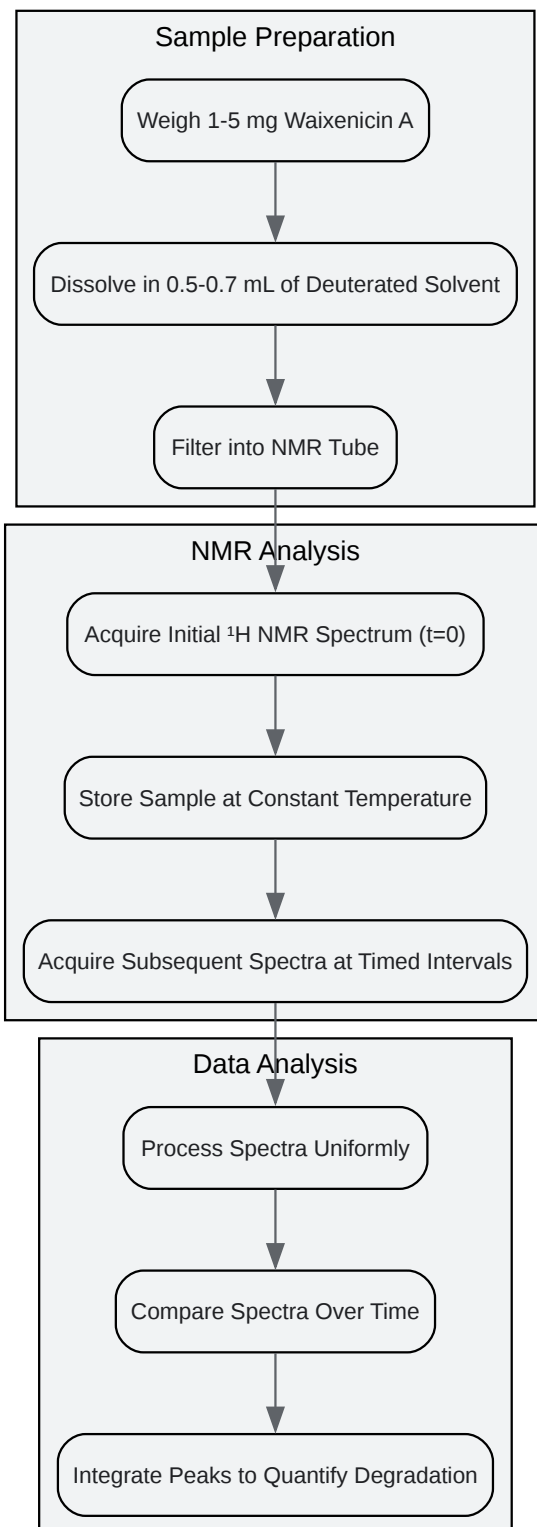 Sample Preparation
Weigh 1-5 mg Waixenicin A
Dissolve in 0.5-0.7 mL of Deuterated Solvent
Filter into NMR Tube
NMR Analysis
Acquire Initial ¹H NMR Spectrum (t=0)
Store Sample at Constant Temperature
Acquire Subsequent Spectra at Timed Intervals
Data Analysis
Process Spectra Uniformly
Compare Spectra Over Time
Integrate Peaks to Quantify Degradation